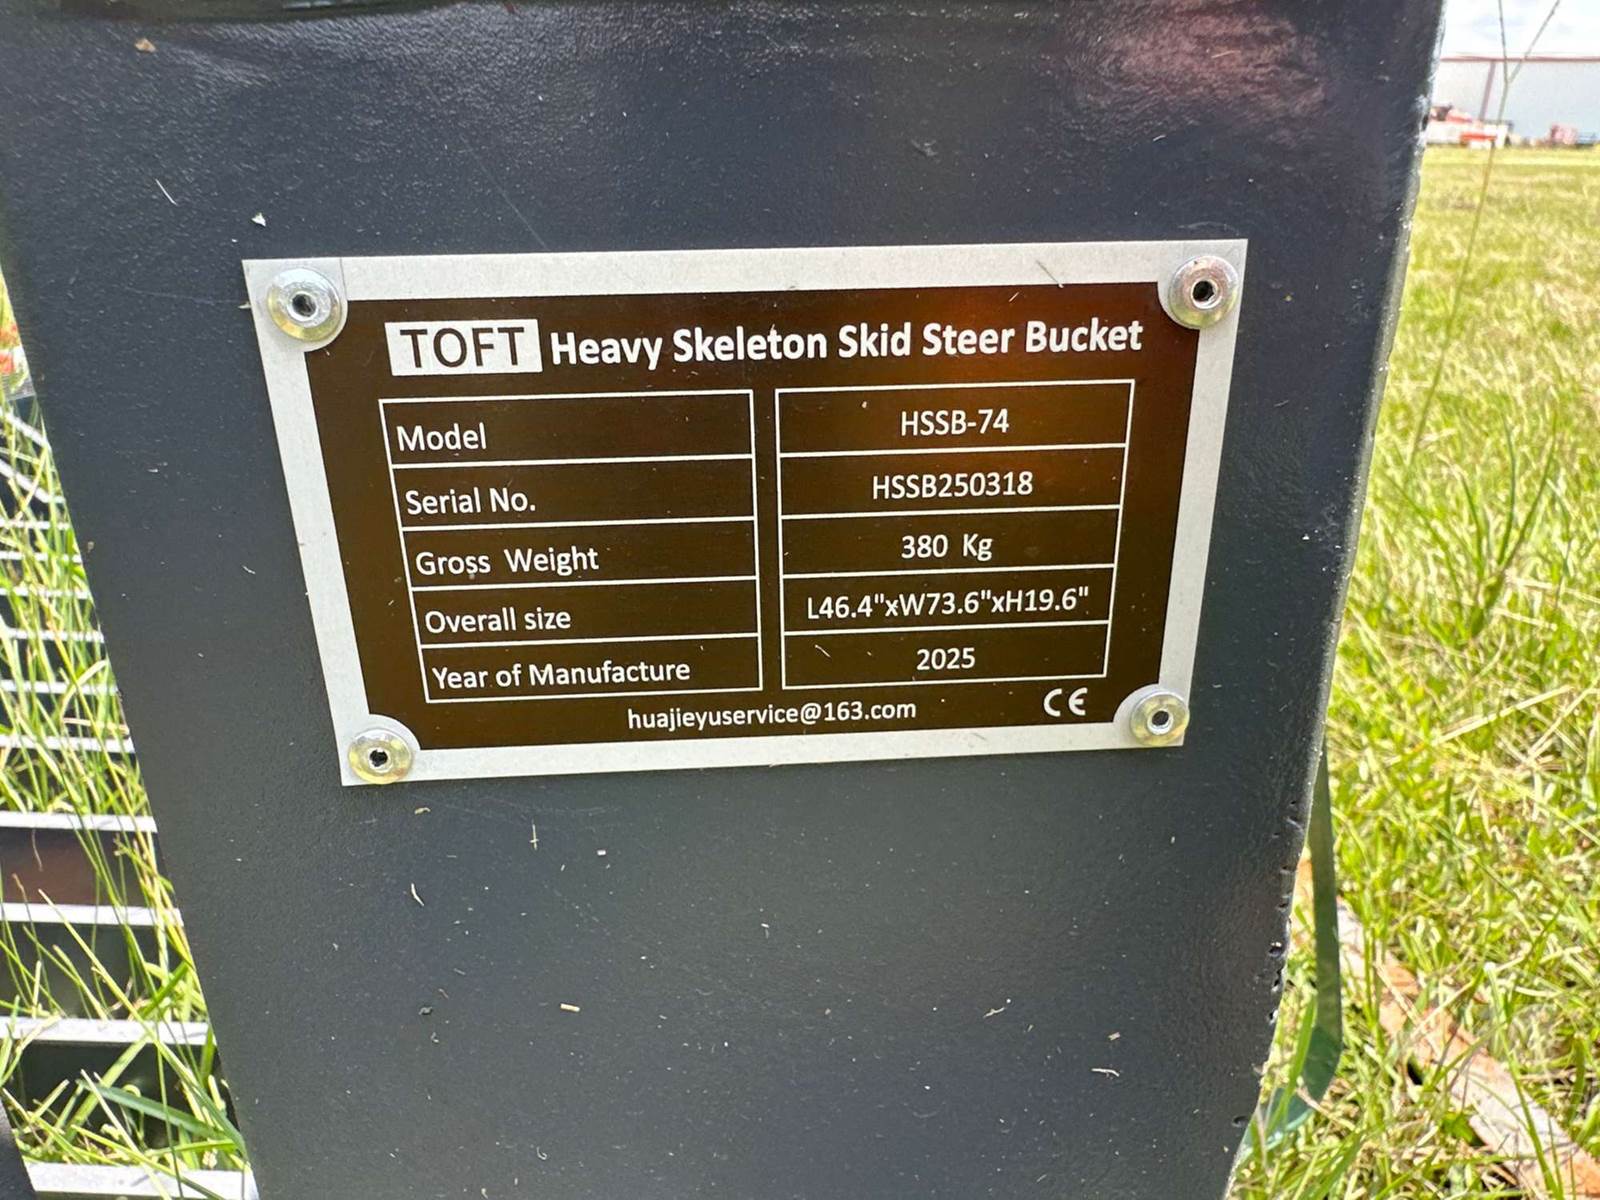 TOFT Heavy Skeleton Skid Steer Bucket
Model HSSB-74
Serial No. HSSB250318
Gross Weight 380 Kg
Overall size L46.4"xW73.6"xH19.6"
Year of Manufacture 2025
huajieyuservice@163.com CE